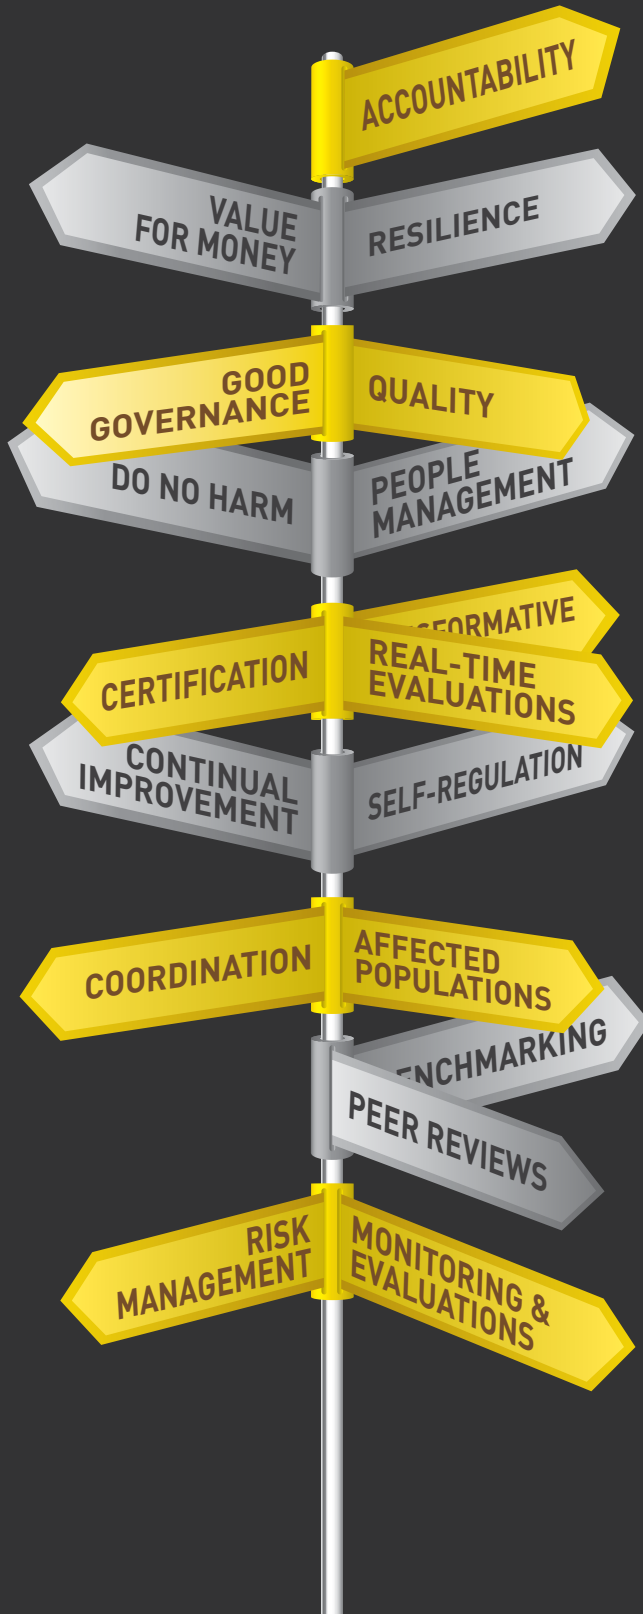 ACCOUNTABILITY
VALUE
FOR MONEY
RESILIENCE
GOOD
GOVERNANCE
QUALITY
DO NO HARM
PEOPLE
MANAGEMENT
CERTIFICATION
REAL-TIME
EVALUATIONS
CONTINUAL
IMPROVEMENT
SELF-REGULATION
COORDINATION
AFFECTED
POPULATIONS
PEER REVIEWS
RISK
MANAGEMENT
MONITORING &
EVALUATIONS